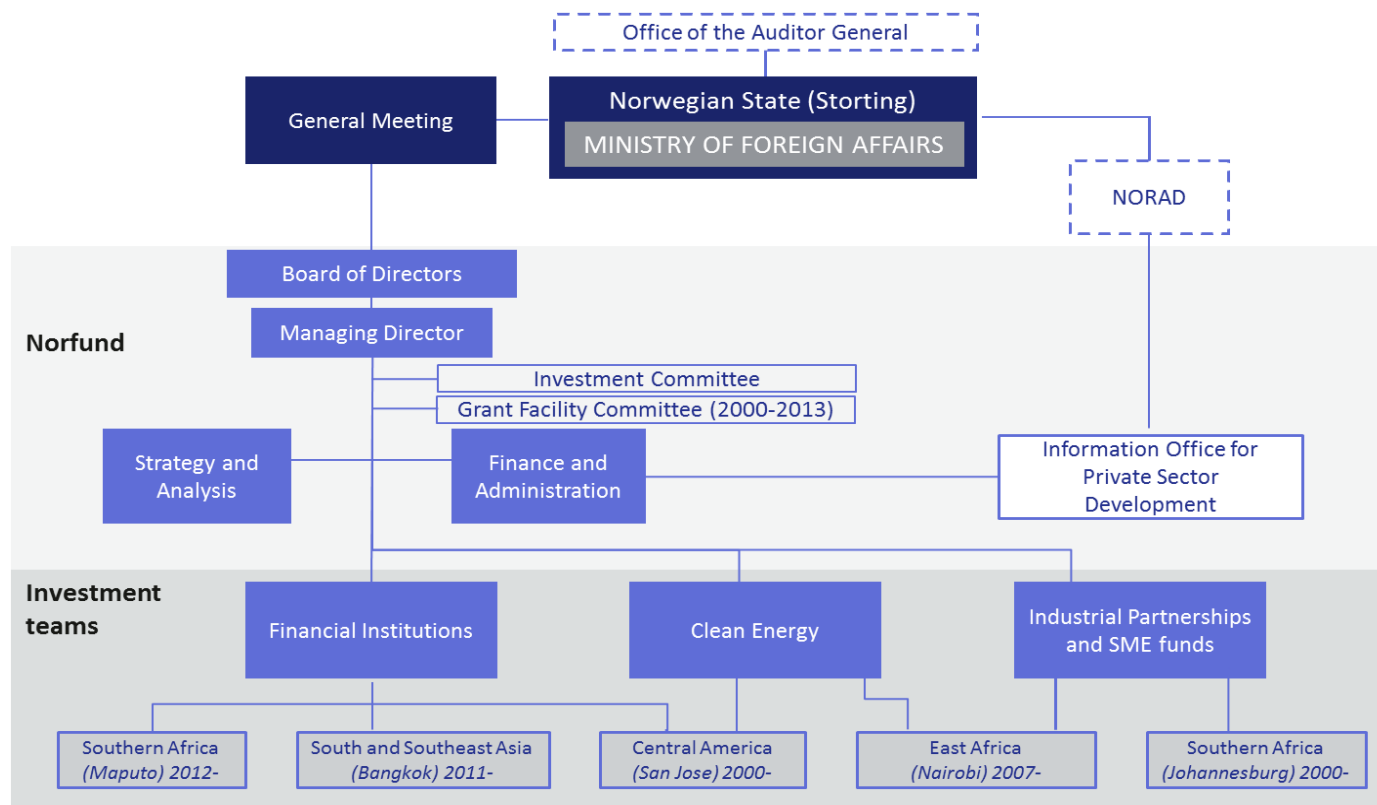 Office of the Auditor General
General Meeting
Norwegian State (Storting)
MINISTRY OF FOREIGN AFFAIRS
NORAD
Norfund
Board of Directors
Managing Director
Investment Committee
Grant Facility Committee (2000-2013)
Strategy and
Analysis
Finance and
Administration
Information Office for
Private Sector
Development
Investment
teams
Financial Institutions
Clean Energy
Industrial Partnerships
and SME funds
Southern Africa
(Maputo) 2012-
South and Southeast Asia
(Bangkok) 2011-
Central America
(San Jose) 2000-
East Africa
(Nairobi) 2007-
Southern Africa
(Johannesburg) 2000-